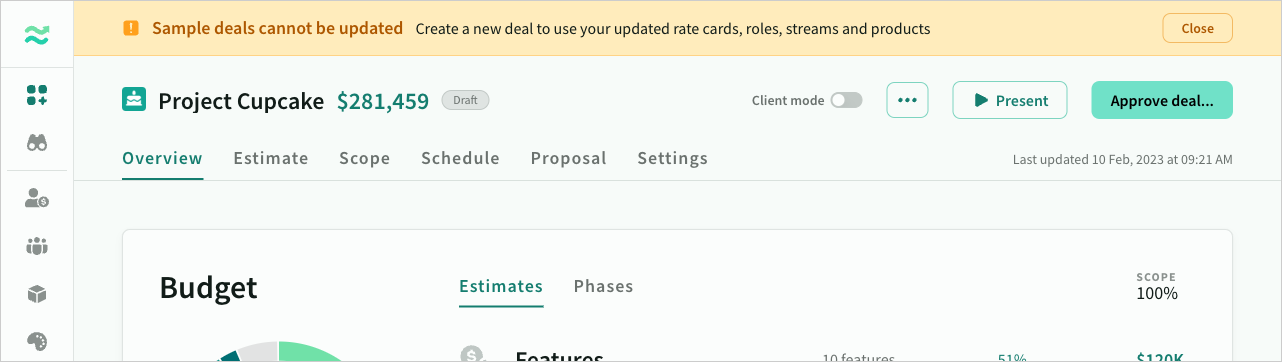 Sample deals cannot be updated Create a new deal to use your updated rate cards, roles, streams and products Close
Project Cupcake $281,459 Draft Client mode Present Approve deal...
Overview Estimate Scope Schedule Proposal Settings Last updated 10 Feb, 2023 at 09:21 AM
Budget Estimates Phases
SCOPE
100%
Features 10 features 51% $120K